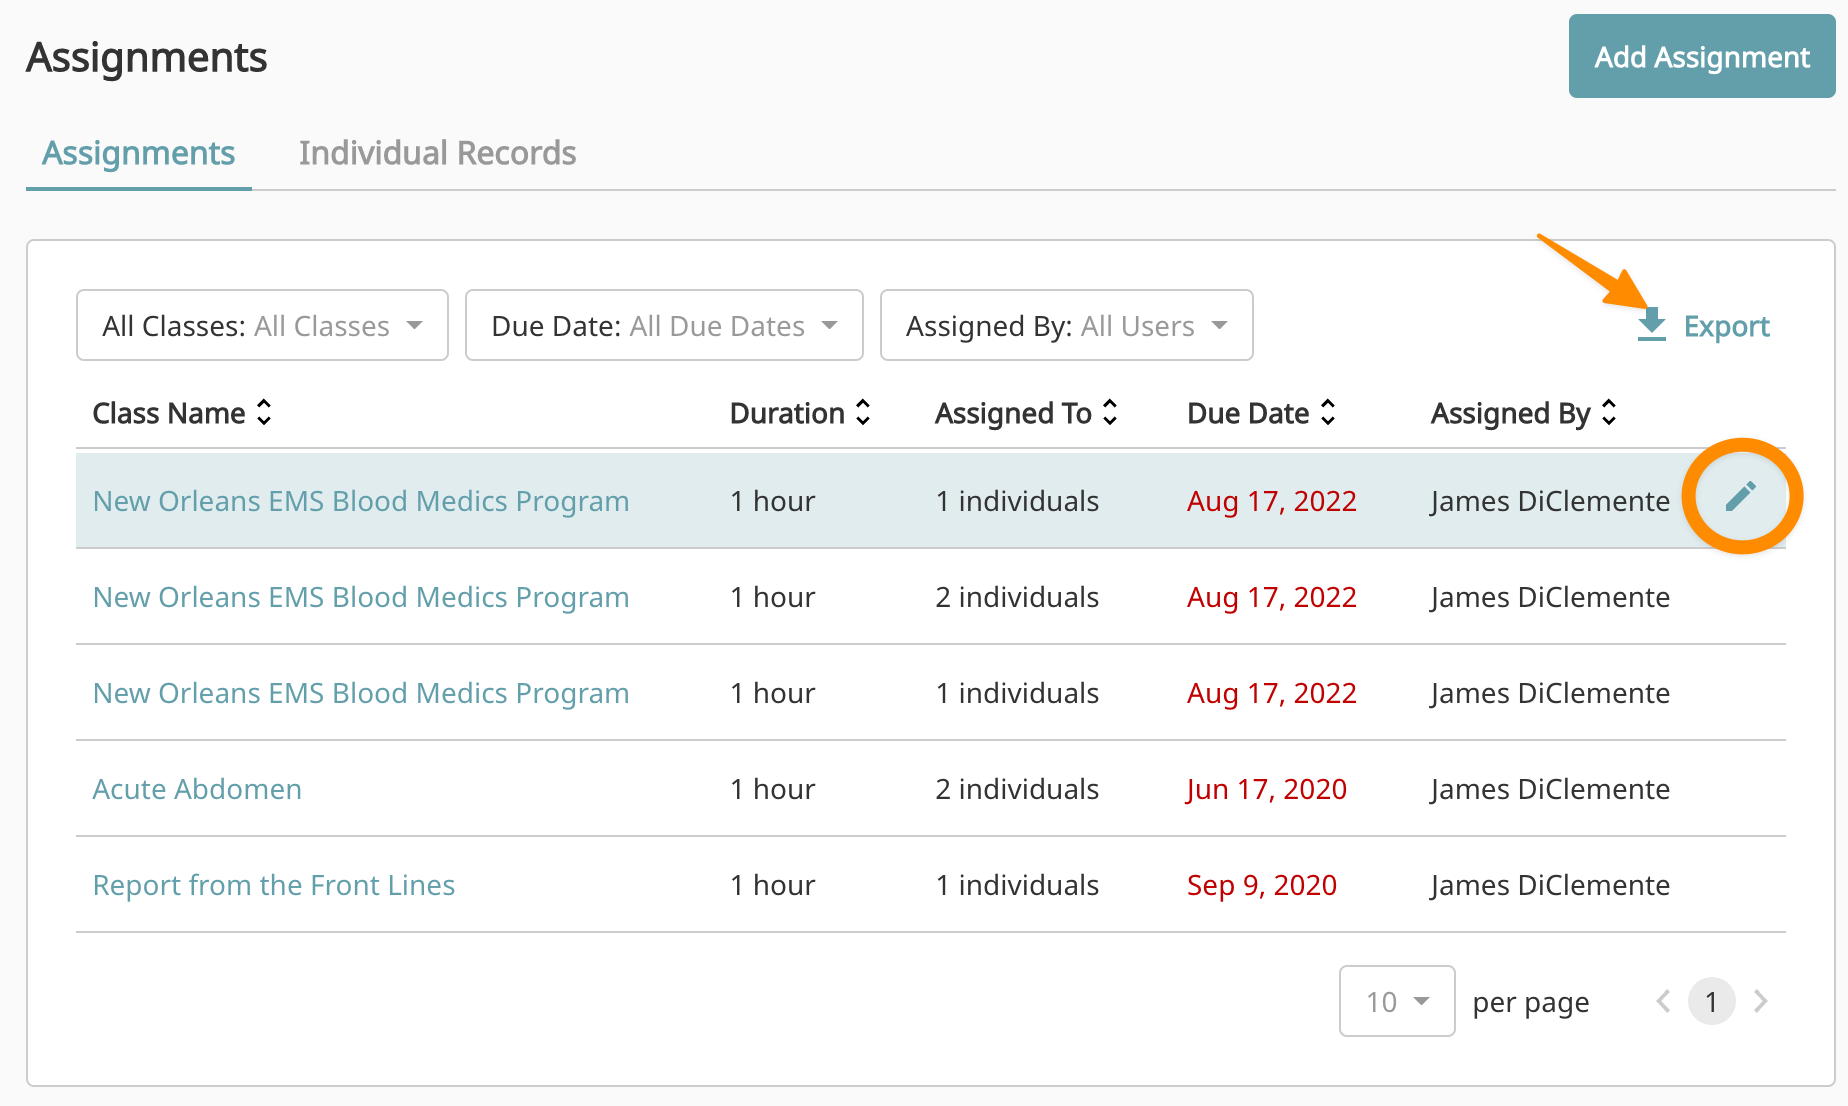 Assignments
Add Assignment
Assignments Individual Records
All Classes: All Classes Due Date: All Due Dates Assigned By: All Users Export
Class Name Duration Assigned To Due Date Assigned By
New Orleans EMS Blood Medics Program 1 hour 1 individuals Aug 17, 2022 James DiClemente
New Orleans EMS Blood Medics Program 1 hour 2 individuals Aug 17, 2022 James DiClemente
New Orleans EMS Blood Medics Program 1 hour 1 individuals Aug 17, 2022 James DiClemente
Acute Abdomen 1 hour 2 individuals Jun 17, 2020 James DiClemente
Report from the Front Lines 1 hour 1 individuals Sep 9, 2020 James DiClemente
10 per page 1